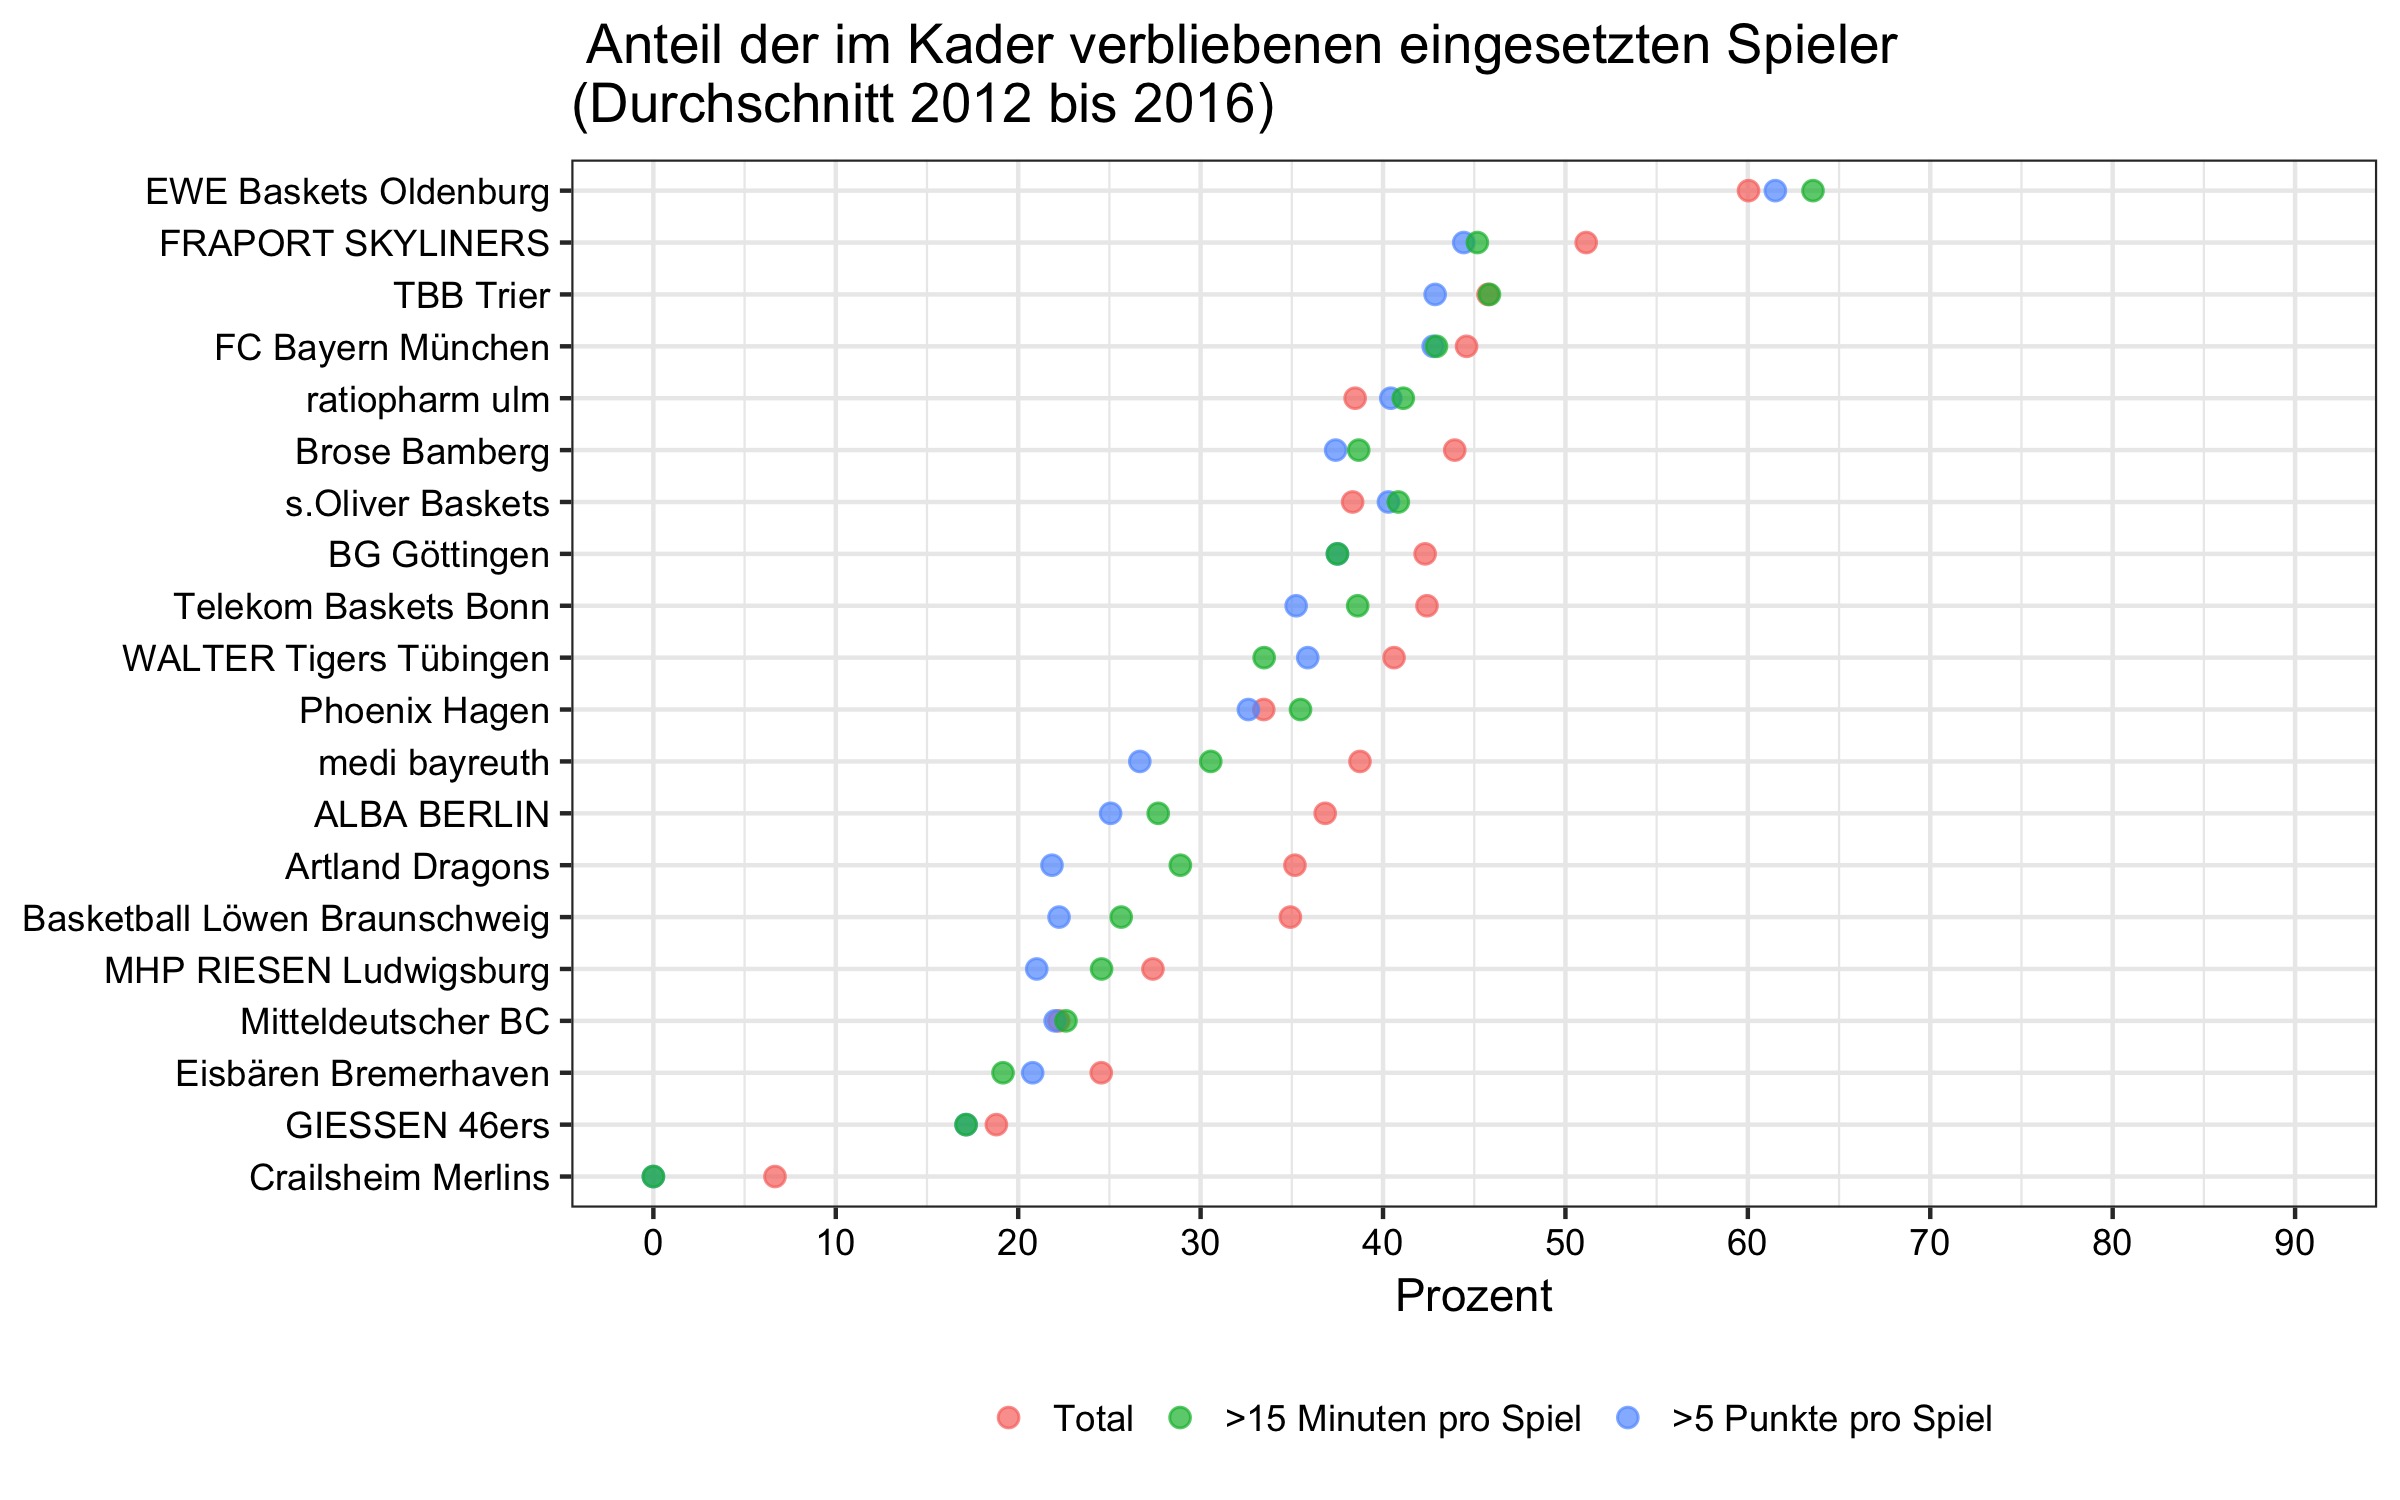 Anteil der im Kader verbliebenen eingesetzten Spieler
(Durchschnitt 2012 bis 2016)
EWE Baskets Oldenburg
FRAPORT SKYLINERS
TBB Trier
FC Bayern München
ratiopharm ulm
Brose Bamberg
s.Oliver Baskets
BG Göttingen
Telekom Baskets Bonn
WALTER Tigers Tübingen
Phoenix Hagen
medi bayreuth
ALBA BERLIN
Artland Dragons
Basketball Löwen Braunschweig
MHP RIESEN Ludwigsburg
Mitteldeutscher BC
Eisbären Bremerhaven
GIESSEN 46ers
Crailsheim Merlins
0 10 20 30 40 50 60 70 80 90
Prozent
Total >15 Minuten pro Spiel >5 Punkte pro Spiel